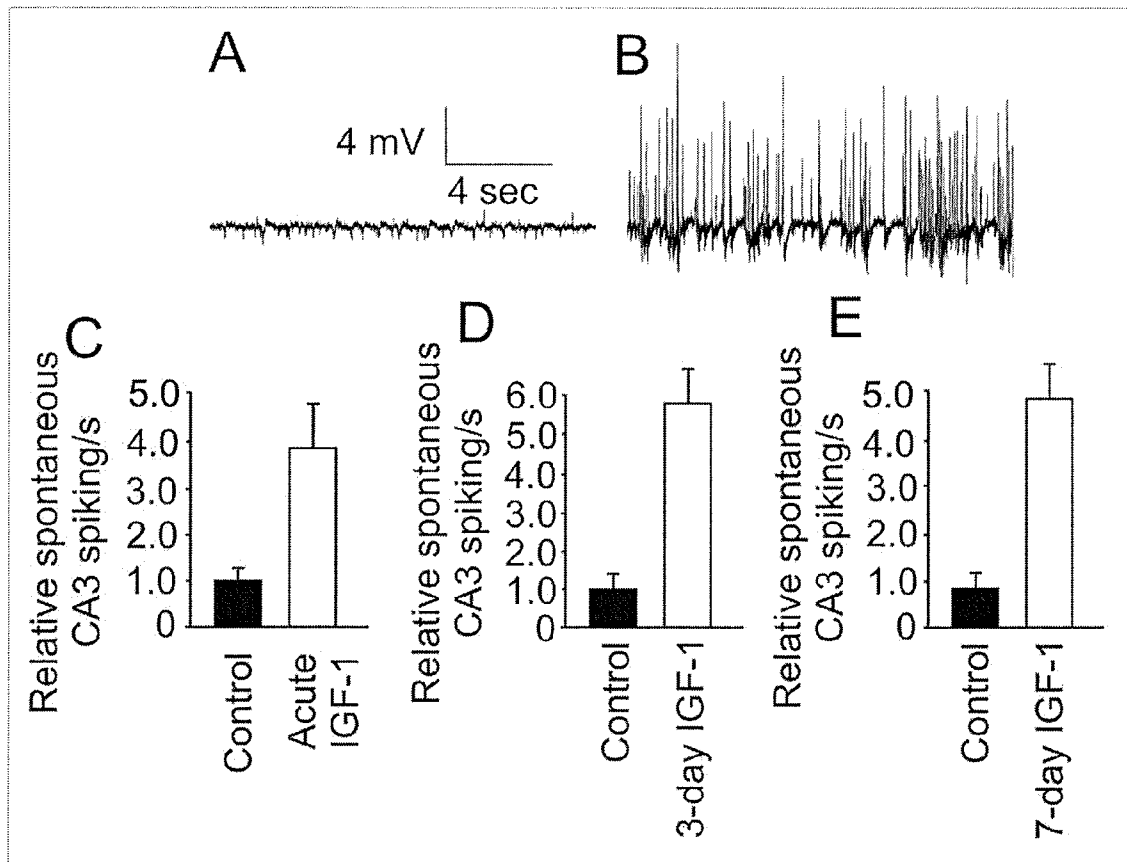 A
B
4 mV
4 sec
C
Relative spontaneous
CA3 spiking/s
5.0
4.0
3.0
2.0
1.0
0
Control
Acute
IGF-1
D
Relative spontaneous
CA3 spiking/s
6.0
5.0
4.0
3.0
2.0
1.0
0
Control
3-day IGF-1
E
Relative spontaneous
CA3 spiking/s
5.0
4.0
3.0
2.0
1.0
0
Control
7-day IGF-1